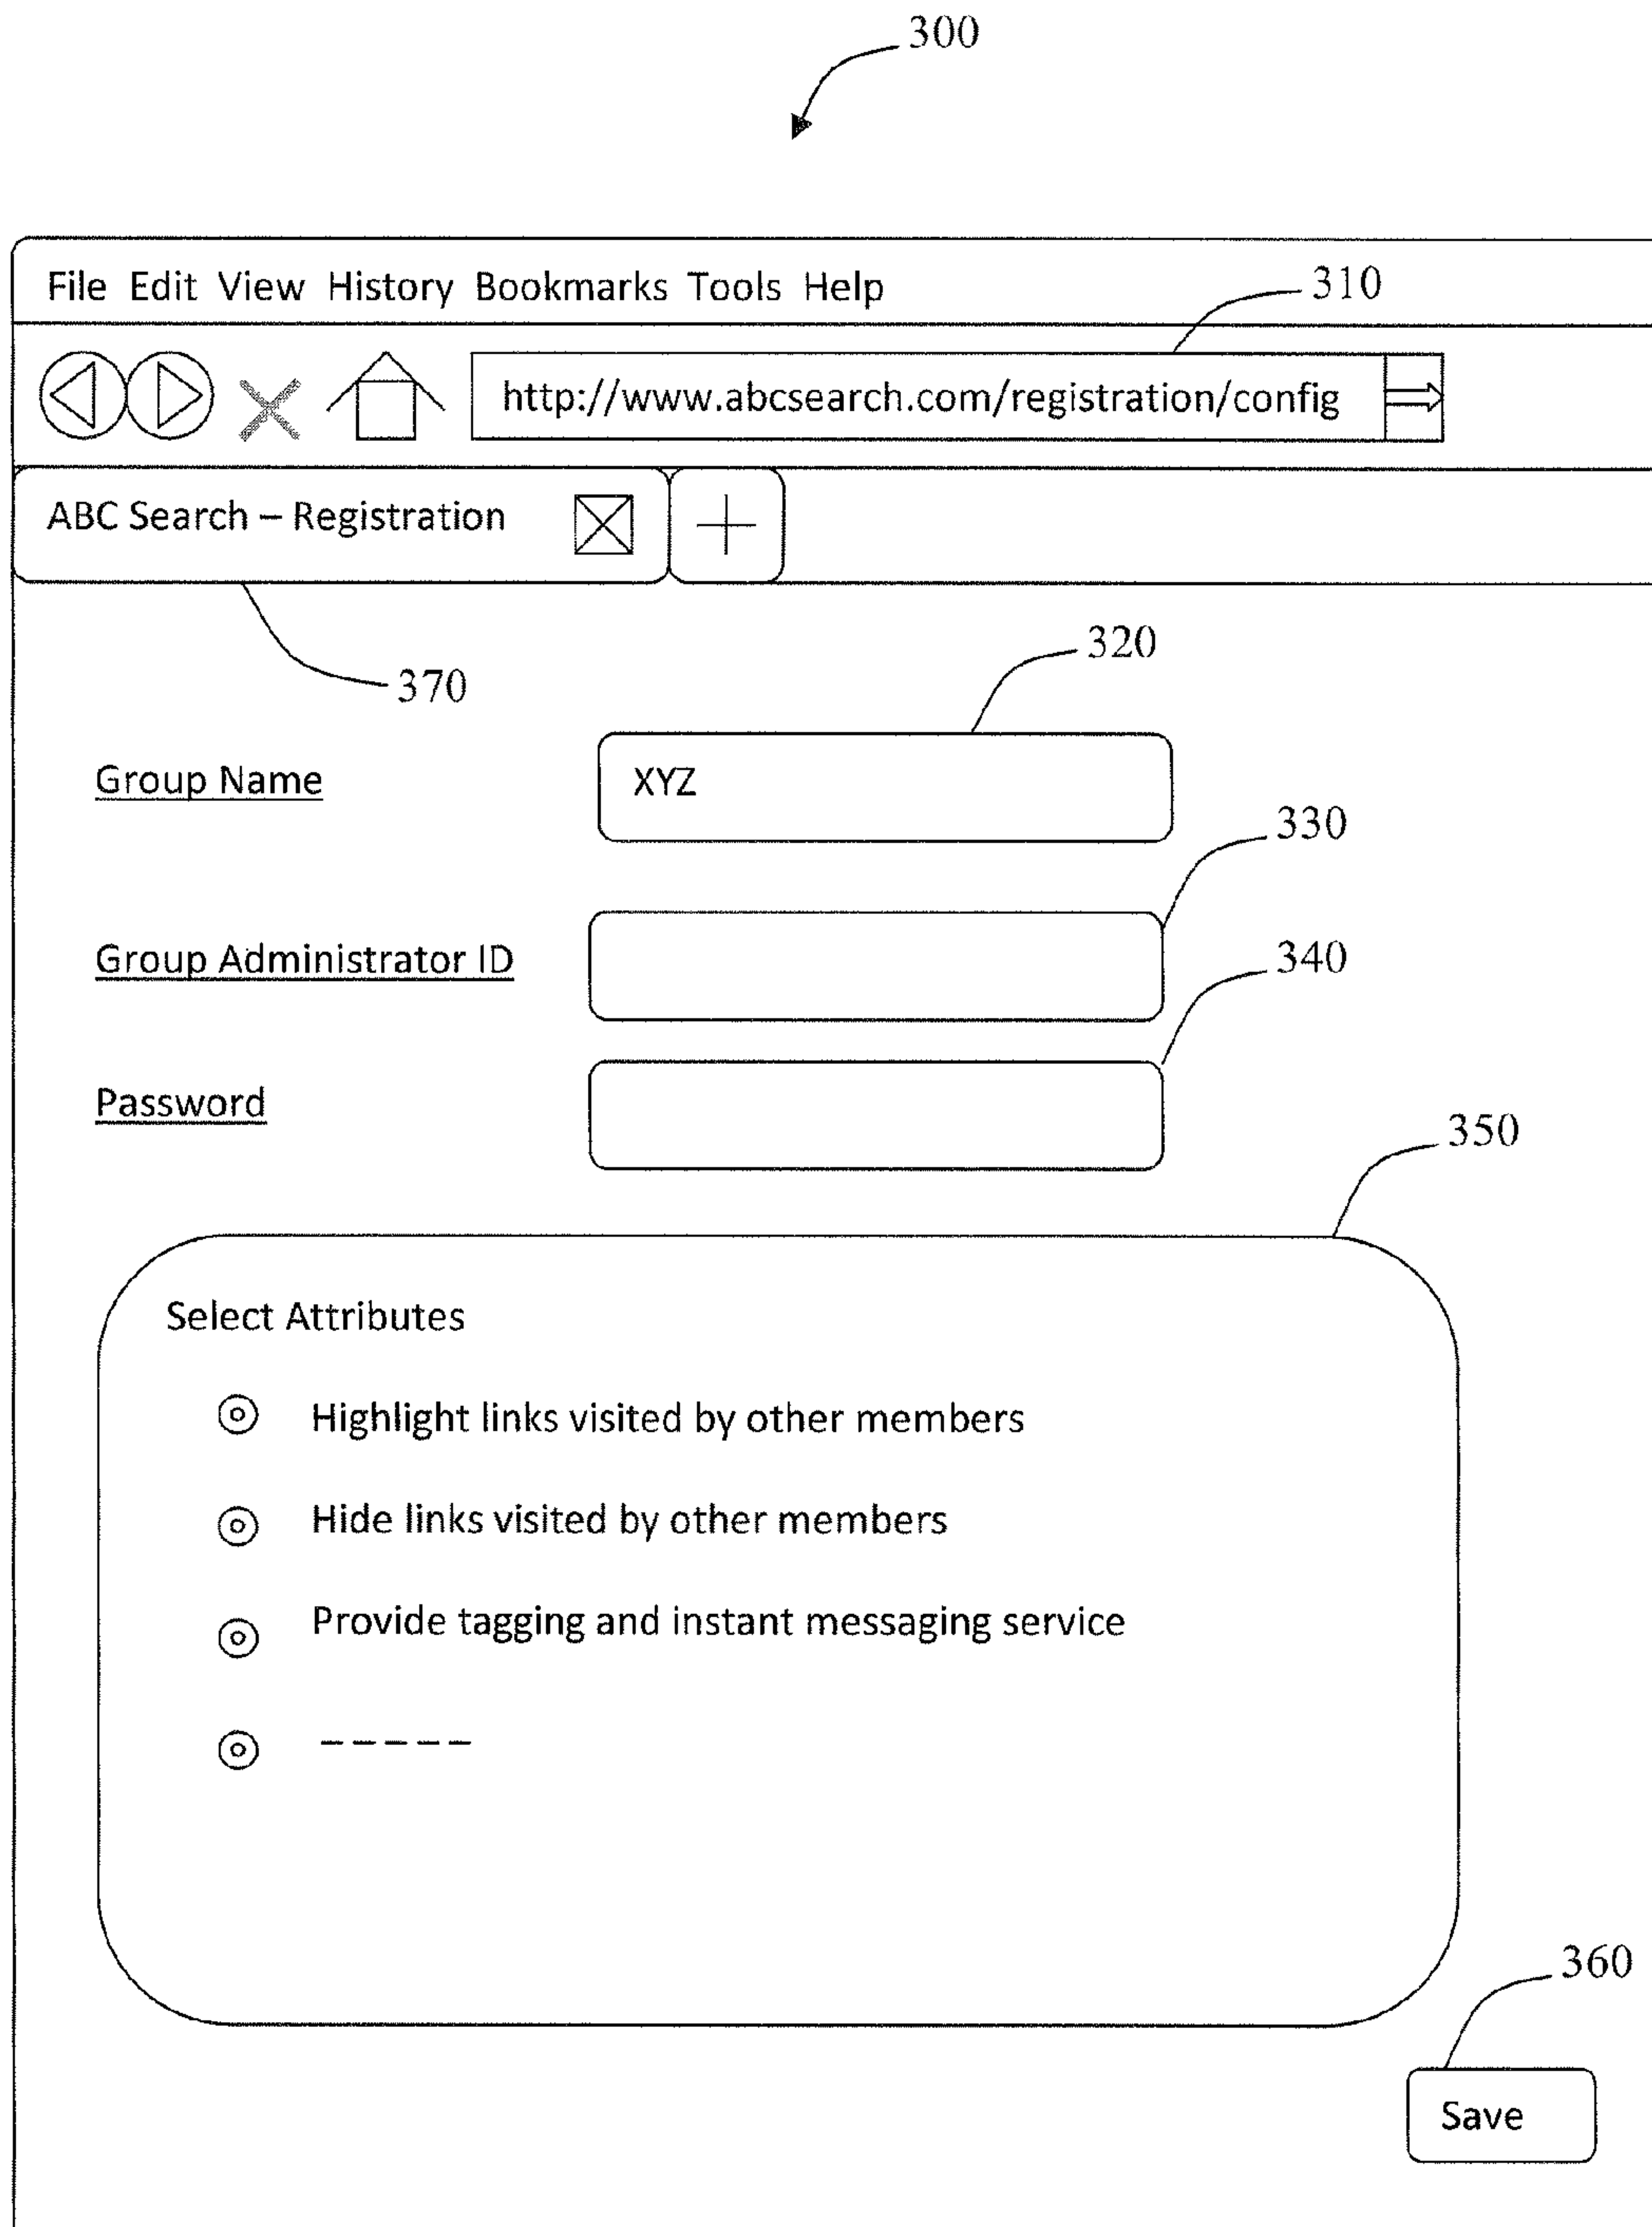 300
File Edit View History Bookmarks Tools Help
310
http://www.abcsearch.com/registration/config
ABC Search – Registration
370
320
Group Name
XYZ
330
Group Administrator ID
340
Password
350
Select Attributes
Highlight links visited by other members
Hide links visited by other members
Provide tagging and instant messaging service
– – – – –
360
Save